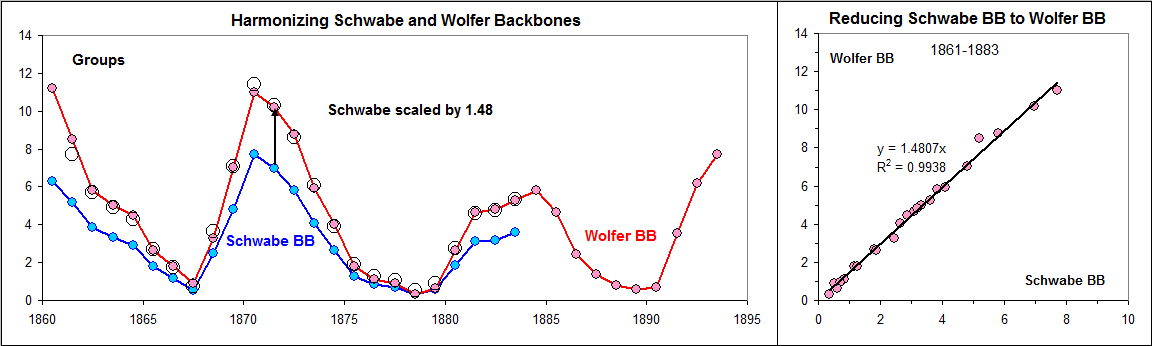 Harmonizing Schwabe and Wolfer Backbones
14
12
10
8
6
4
2
0
Groups
Schwabe scaled by 1.48
Schwabe BB
Wolfer BB
1860 1865 1870 1875 1880 1885 1890 1895
Reducing Schwabe BB to Wolfer BB
14
12
10
8
6
4
2
0
Wolfer BB
1861-1883
y = 1.4807x
R² = 0.9938
Schwabe BB
0 2 4 6 8 10